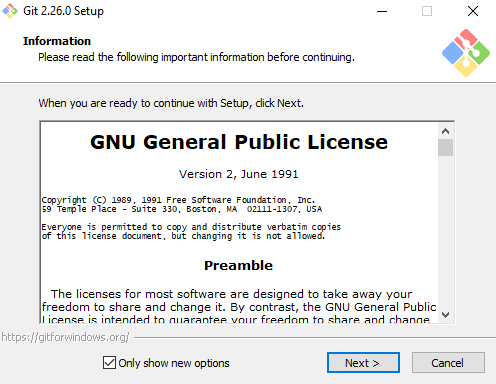 Git 2.26.0 Setup
Information
Please read the following important information before continuing.
When you are ready to continue with Setup, click Next.
GNU General Public License
Version 2, June 1991
Copyright (C) 1989, 1991 Free Software Foundation, Inc.
59 Temple Place - Suite 330, Boston, MA  02111-1307, USA
Everyone is permitted to copy and distribute verbatim copies
of this license document, but changing it is not allowed.
Preamble
The licenses for most software are designed to take away your
freedom to share and change it. By contrast, the GNU General Public
License is intended to guarantee your freedom to share and change
https://gitforwindows.org/
Only show new options
Next >
Cancel